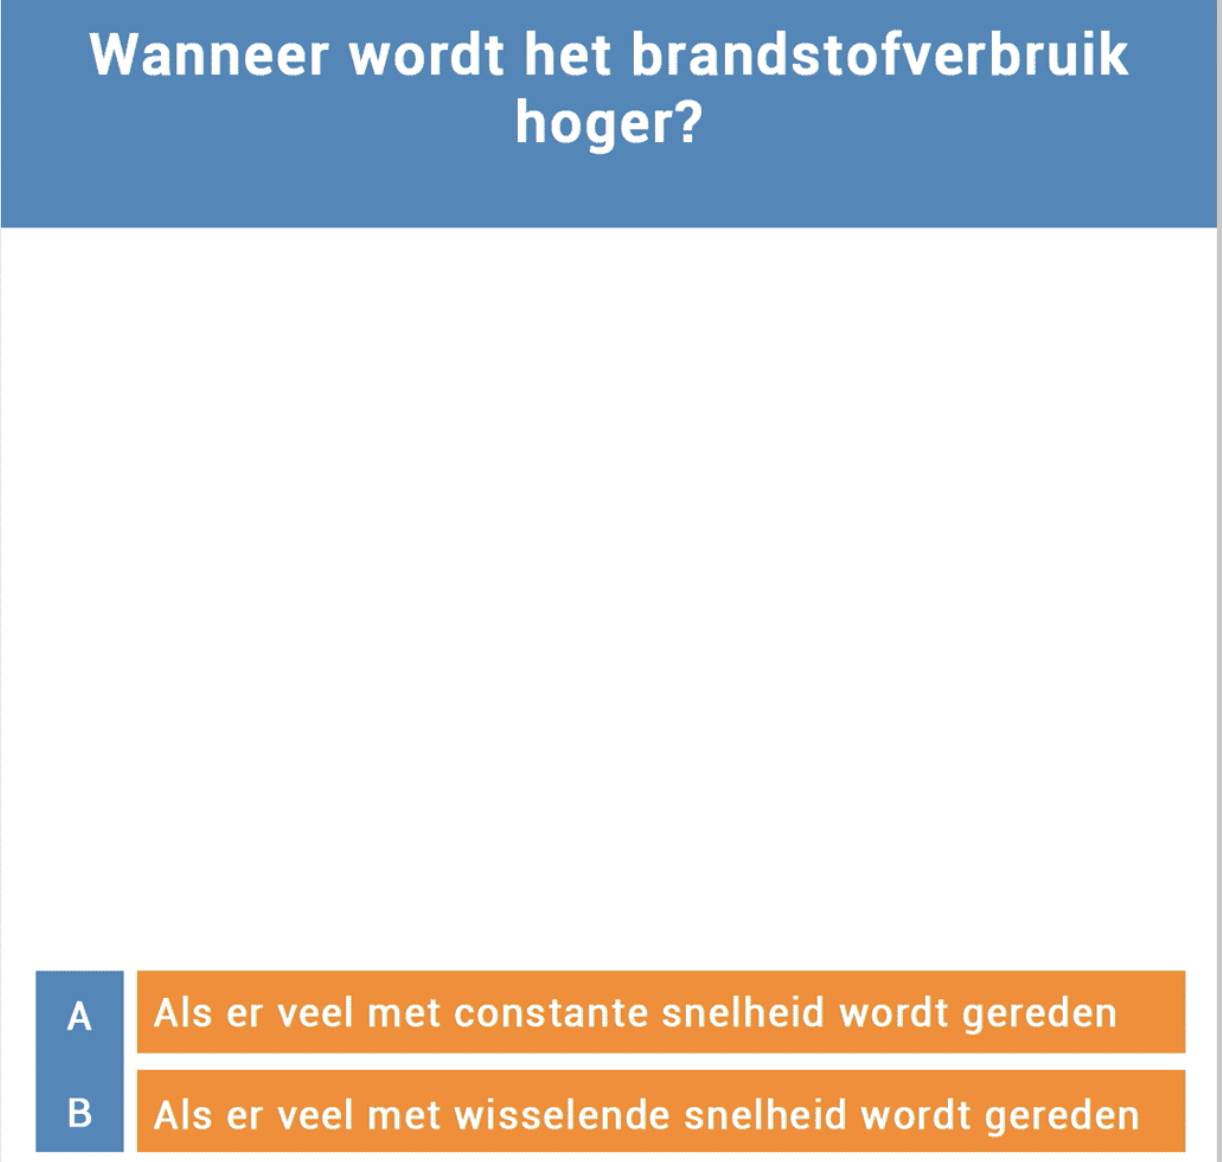 Wanneer wordt het brandstofverbruik
hoger?
A
Als er veel met constante snelheid wordt gereden
B
Als er veel met wisselende snelheid wordt gereden